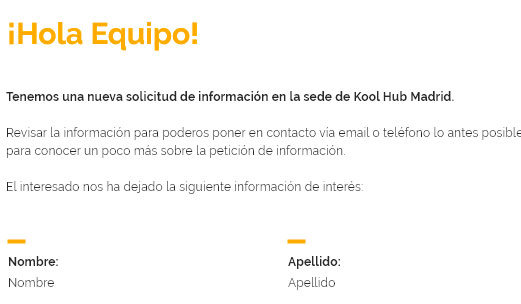 ¡Hola Equipo!
Tenemos una nueva solicitud de información en la sede de Kool Hub Madrid.
Revisar la información para poderos poner en contacto vía email o teléfono lo antes posible
para conocer un poco más sobre la petición de información.
El interesado nos ha dejado la siguiente información de interés:
Nombre: Apellido:
Nombre Apellido